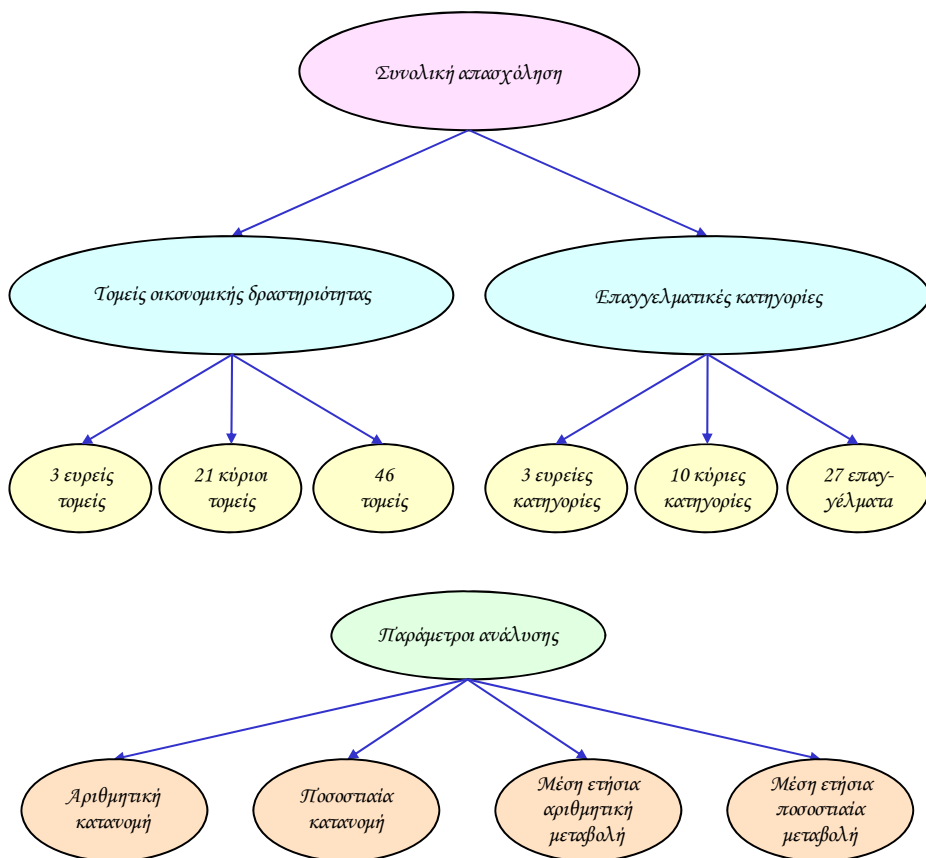 Συνολική απασχόληση
Τομείς οικονομικής δραστηριότητας
Επαγγελματικές κατηγορίες
3 ευρείς
τομείς
21 κύριοι
τομείς
46
τομείς
3 ευρείες
κατηγορίες
10 κύριες
κατηγορίες
27 επαγ-
γέλματα
Παράμετροι ανάλυσης
Αριθμητική
κατανομή
Ποσοστιαία
κατανομή
Μέση ετήσια
αριθμητική
μεταβολή
Μέση ετήσια
ποσοστιαία
μεταβολή